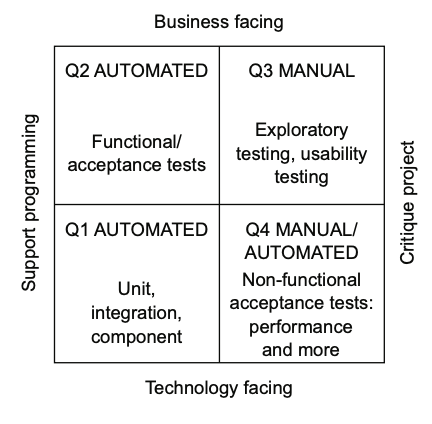 Business facing
Support programming
Q2 AUTOMATED
Functional/
acceptance tests
Q3 MANUAL
Exploratory
testing, usability
testing
Q1 AUTOMATED
Unit,
integration,
component
Q4 MANUAL/
AUTOMATED
Non-functional
acceptance tests:
performance
and more
Critique project
Technology facing